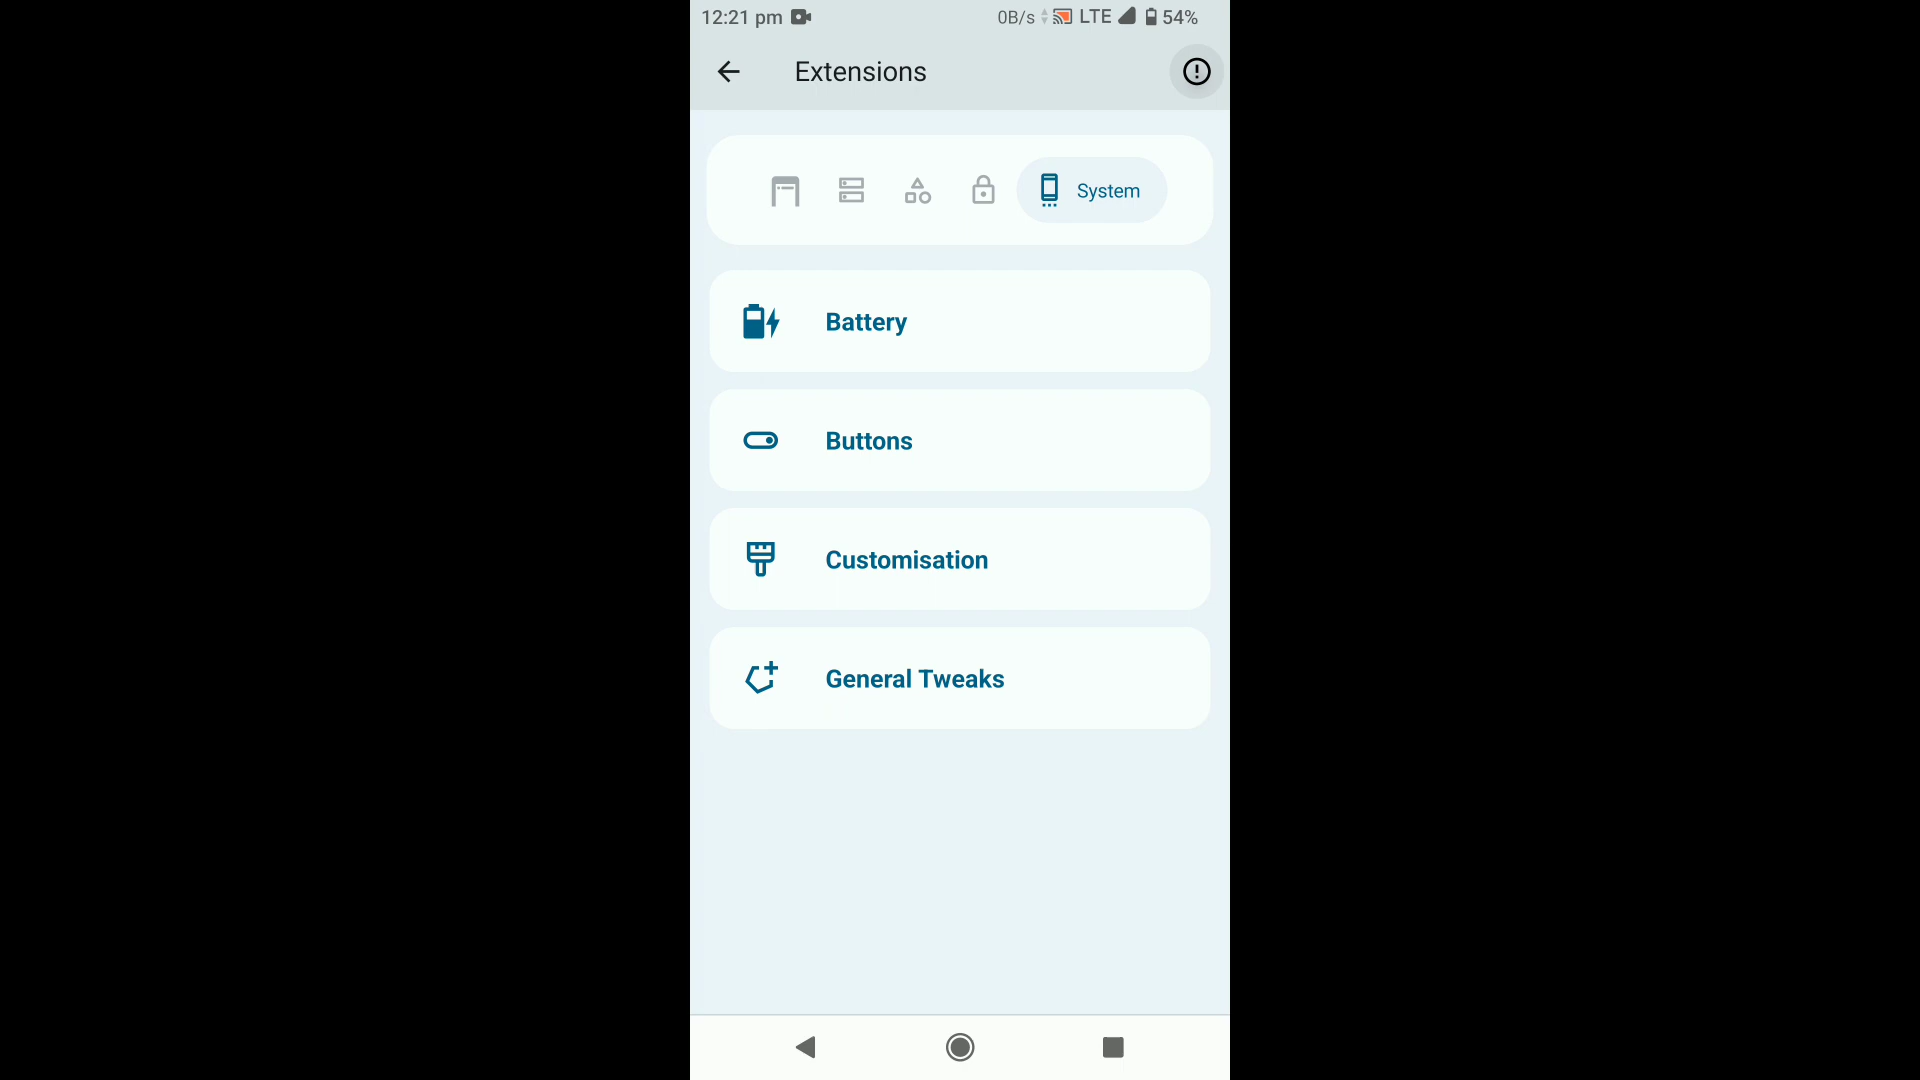 12:21 pm 0B/s LTE 54%
Extensions
System
Battery
Buttons
Customisation
General Tweaks